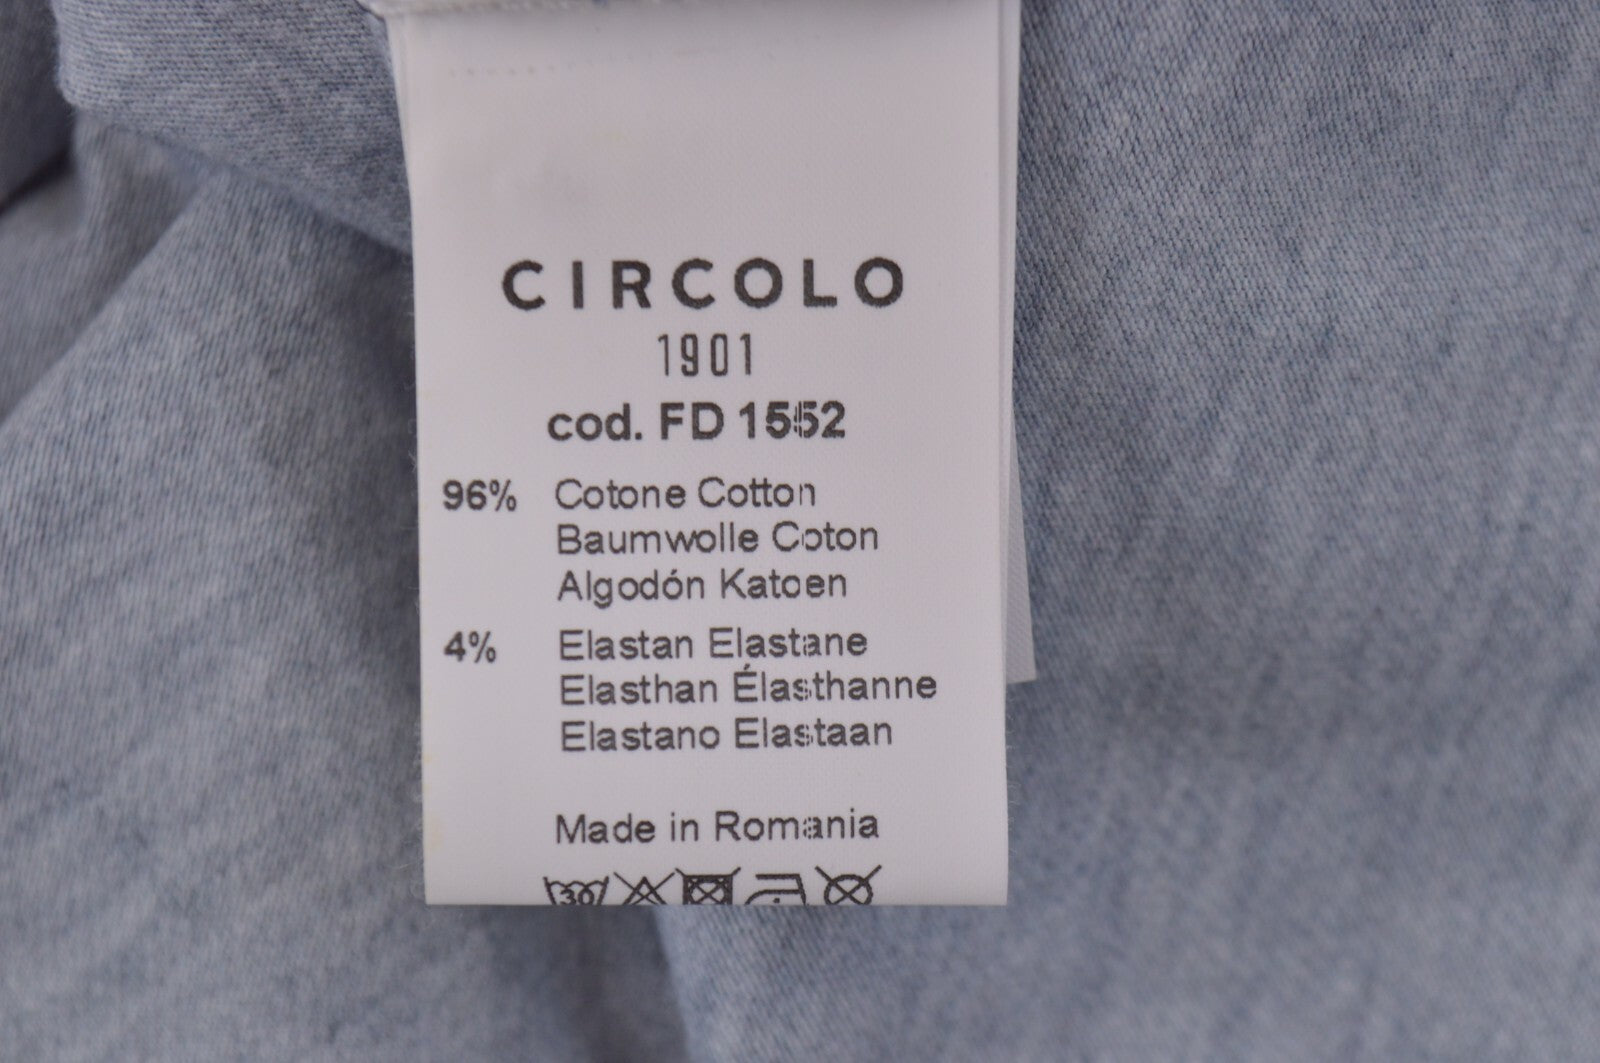 CIRCOLO
1901
cod. FD 1552
96% Cotone Cotton
Baumwolle Coton
Algodón Katoen
4% Elastan Elastane
Elasthan Élasthanne
Elastano Elastaan
Made in Romania
30